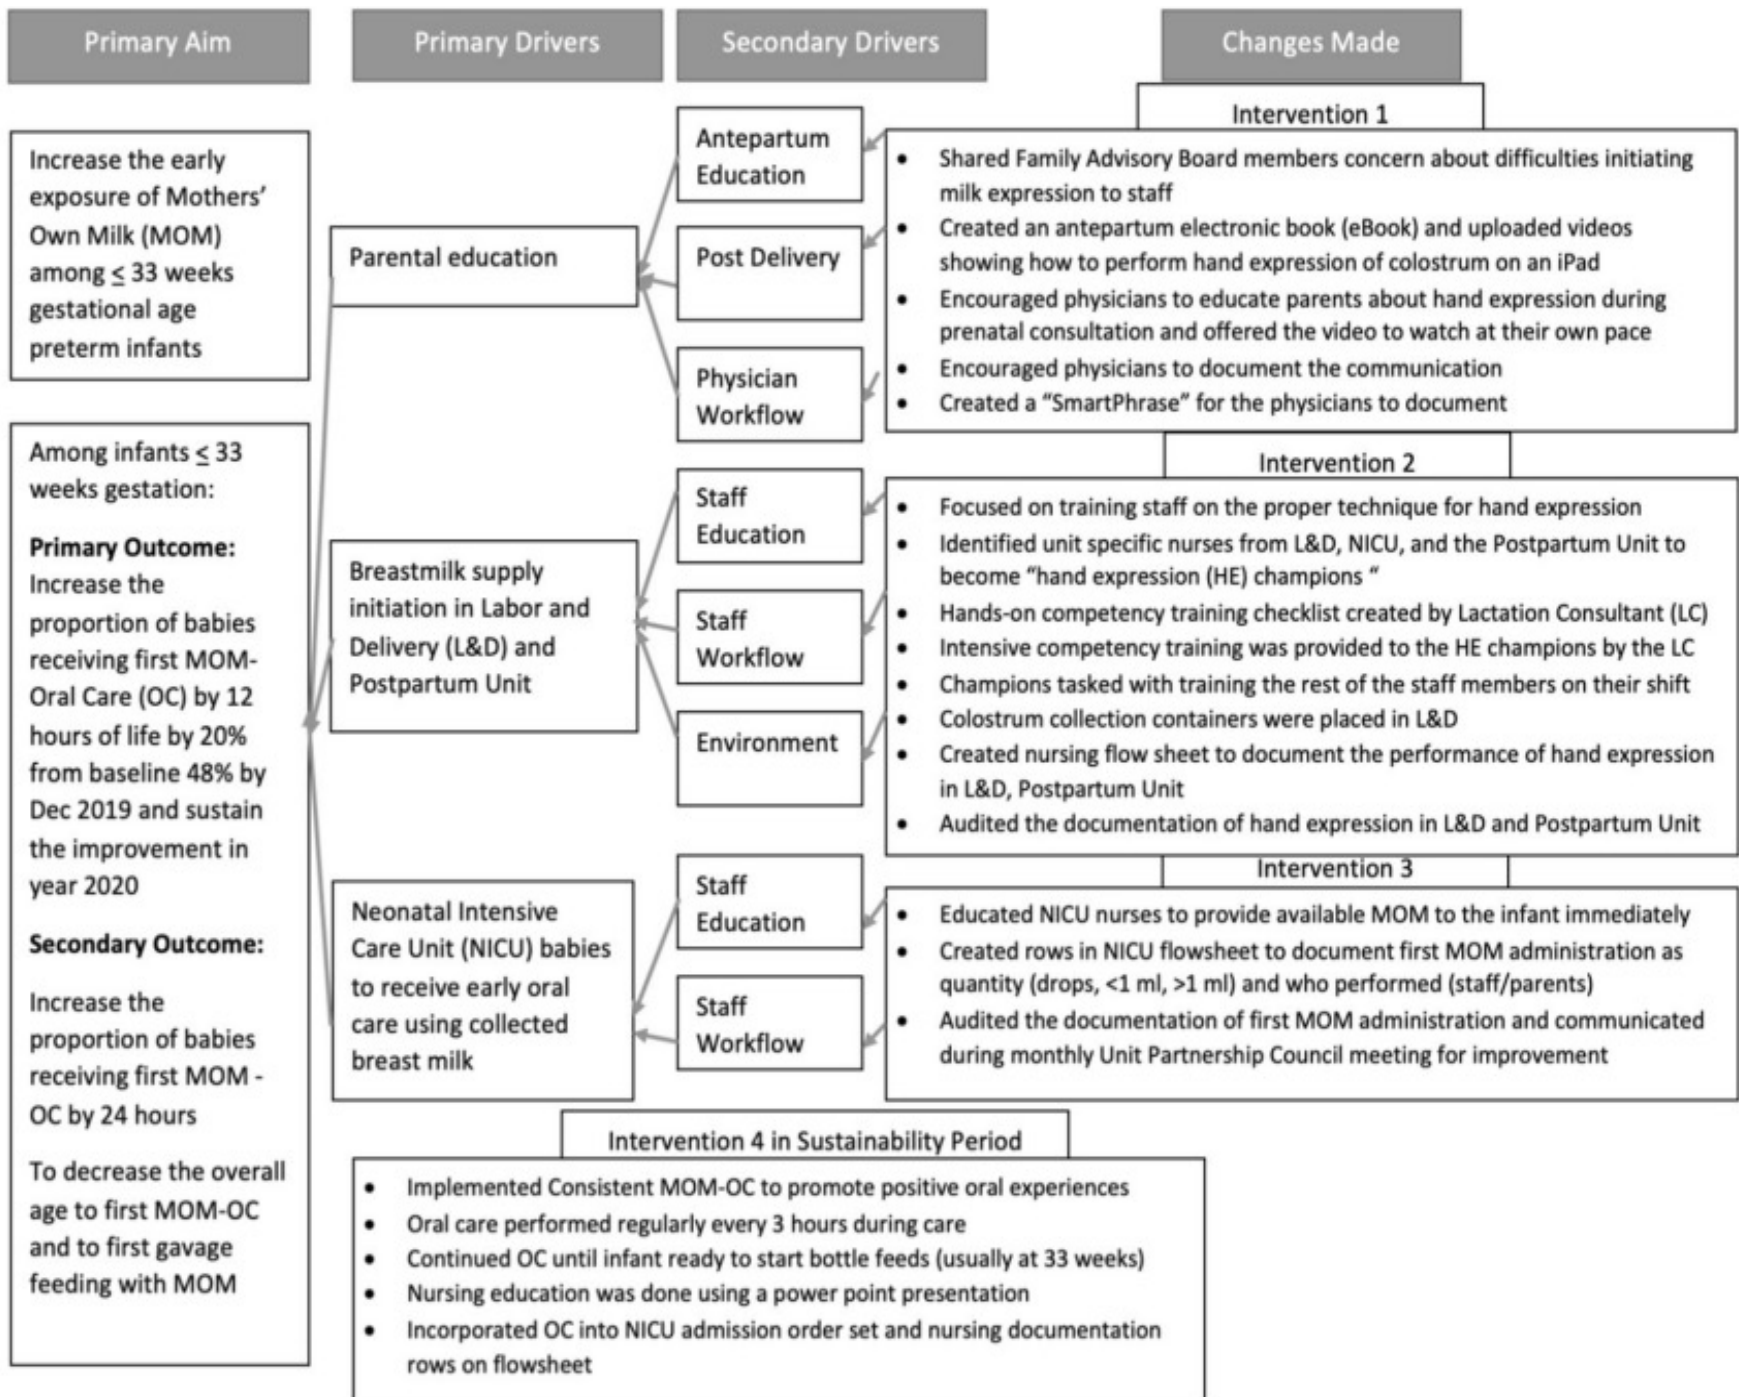 Primary Aim
Primary Drivers
Secondary Drivers
Changes Made
Increase the early
exposure of Mothers'
Own Milk (MOM)
among ≤ 33 weeks
gestational age
preterm infants
Among infants ≤ 33
weeks gestation:
Primary Outcome:
Increase the
proportion of babies
receiving first MOM-
Oral Care (OC) by 12
hours of life by 20%
from baseline 48% by
Dec 2019 and sustain
the improvement in
year 2020
Secondary Outcome:
Increase the
proportion of babies
receiving first MOM -
OC by 24 hours
To decrease the overall
age to first MOM-OC
and to first gavage
feeding with MOM
Parental education
Breastmilk supply
initiation in Labor and
Delivery (L&D) and
Postpartum Unit
Neonatal Intensive
Care Unit (NICU) babies
to receive early oral
care using collected
breast milk
Antepartum
Education
Post Delivery
Physician
Workflow
Staff
Education
Staff
Workflow
Environment
Staff
Education
Staff
Workflow
Intervention 1
• Shared Family Advisory Board members concern about difficulties initiating
milk expression to staff
• Created an antepartum electronic book (eBook) and uploaded videos
showing how to perform hand expression of colostrum on an iPad
• Encouraged physicians to educate parents about hand expression during
prenatal consultation and offered the video to watch at their own pace
• Encouraged physicians to document the communication
• Created a "SmartPhrase" for the physicians to document
Intervention 2
• Focused on training staff on the proper technique for hand expression
• Identified unit specific nurses from L&D, NICU, and the Postpartum Unit to
become "hand expression (HE) champions "
• Hands-on competency training checklist created by Lactation Consultant (LC)
• Intensive competency training was provided to the HE champions by the LC
• Champions tasked with training the rest of the staff members on their shift
• Colostrum collection containers were placed in L&D
• Created nursing flow sheet to document the performance of hand expression
in L&D, Postpartum Unit
• Audited the documentation of hand expression in L&D and Postpartum Unit
Intervention 3
• Educated NICU nurses to provide available MOM to the infant immediately
• Created rows in NICU flowsheet to document first MOM administration as
quantity (drops, <1 ml, >1 ml) and who performed (staff/parents)
• Audited the documentation of first MOM administration and communicated
during monthly Unit Partnership Council meeting for improvement
Intervention 4 in Sustainability Period
• Implemented Consistent MOM-OC to promote positive oral experiences
• Oral care performed regularly every 3 hours during care
• Continued OC until infant ready to start bottle feeds (usually at 33 weeks)
• Nursing education was done using a power point presentation
• Incorporated OC into NICU admission order set and nursing documentation
rows on flowsheet